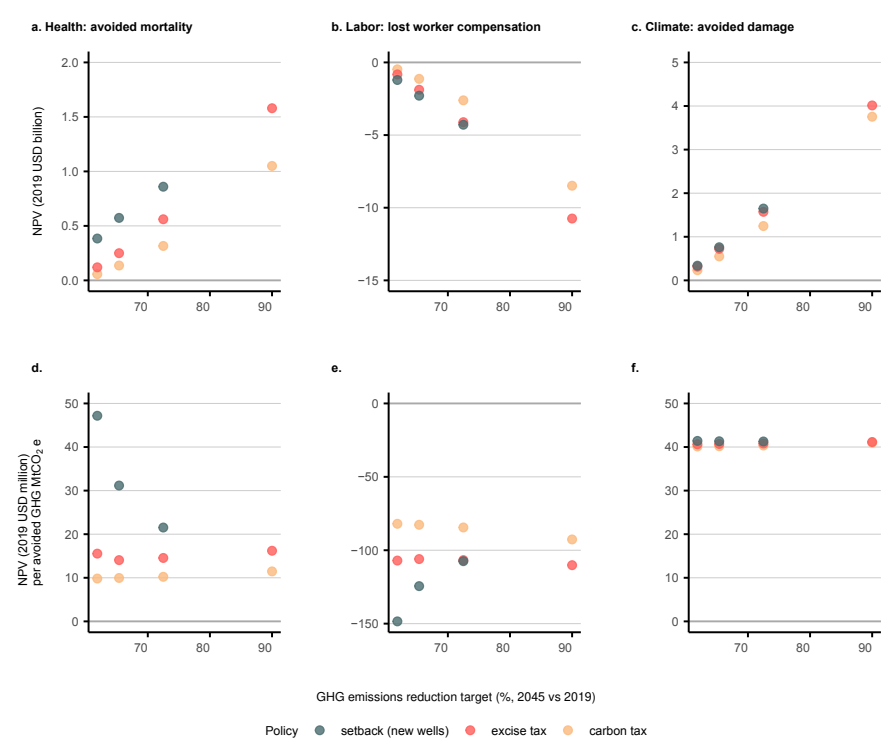 a. Health: avoided mortality
b. Labor: lost worker compensation
c. Climate: avoided damage
NPV (2019 USD billion)
2.0
1.5
1.0
0.5
0.0
70 80 90
0
−5
−10
−15
70 80 90
5
4
3
2
1
0
70 80 90
d.
e.
f.
NPV (2019 USD million)
per avoided GHG MtCO₂ e
50
40
30
20
10
0
70 80 90
0
−50
−100
−150
70 80 90
50
40
30
20
10
0
70 80 90
GHG emissions reduction target (%, 2045 vs 2019)
Policy setback (new wells) excise tax carbon tax